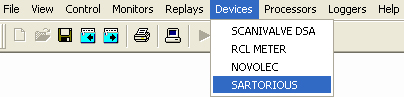 File View Control Monitors Replays Devices Processors Loggers Help
SCANIVALVE DSA
RCL METER
NOVOLEC
SARTORIOUS